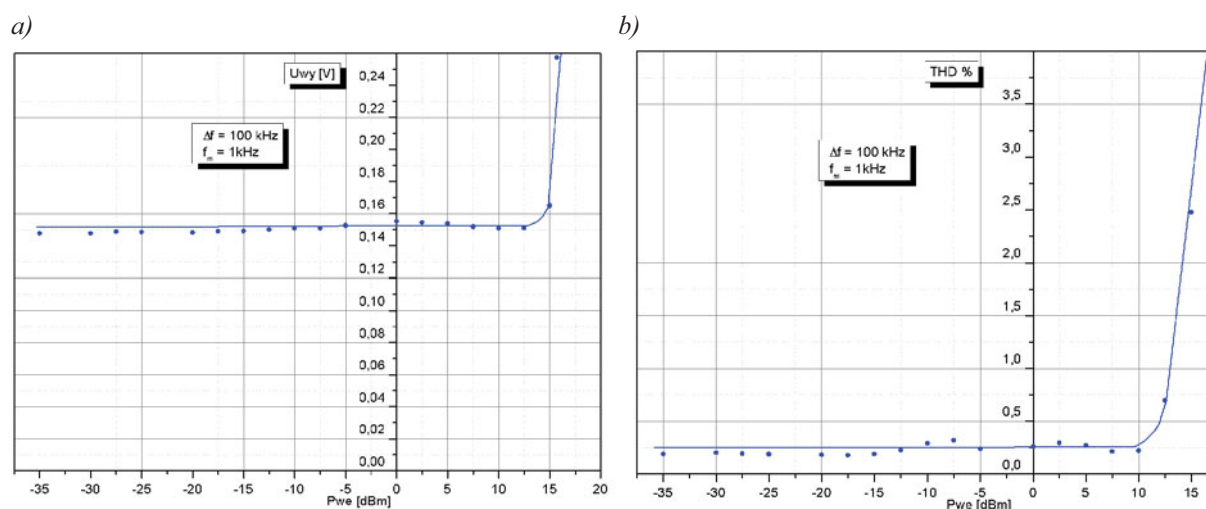 a)
Uwy [V]
Δf = 100 kHz
fm = 1kHz
0,24
0,22
0,20
0,18
0,16
0,14
0,12
0,10
0,08
0,06
0,04
0,02
0,00
-35 -30 -25 -20 -15 -10 -5 0 5 10 15 20
Pwe [dBm]
b)
THD %
Δf = 100 kHz
fm = 1kHz
3,5
3,0
2,5
2,0
1,5
1,0
0,5
0,0
-35 -30 -25 -20 -15 -10 -5 0 5 10 15
Pwe [dBm]